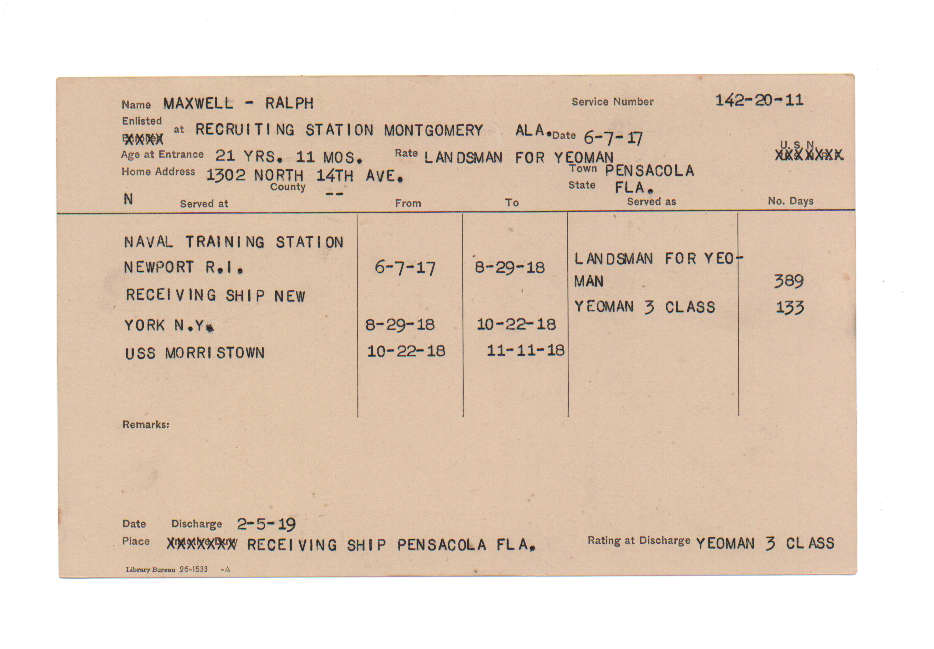 Name MAXWELL - RALPH Service Number 142-20-11
Enlisted at RECRUITING STATION MONTGOMERY ALA. Date 6-7-17 U.S.N.
Age at Entrance 21 YRS. 11 MOS. Rate LANDSMAN FOR YEOMAN
Home Address 1302 NORTH 14TH AVE. Town PENSACOLA
County -- State FLA.
N Served at From To Served as No. Days
NAVAL TRAINING STATION
NEWPORT R.I. 6-7-17 8-29-18 LANDSMAN FOR YEO-
MAN 389
RECEIVING SHIP NEW
YEOMAN 3 CLASS 133
YORK N.Y. 8-29-18 10-22-18
USS MORRISTOWN 10-22-18 11-11-18
Remarks:
Date Discharge 2-5-19
Place XXXXXXX RECEIVING SHIP PENSACOLA FLA. Rating at Discharge YEOMAN 3 CLASS
Library Bureau 26-1533 -A